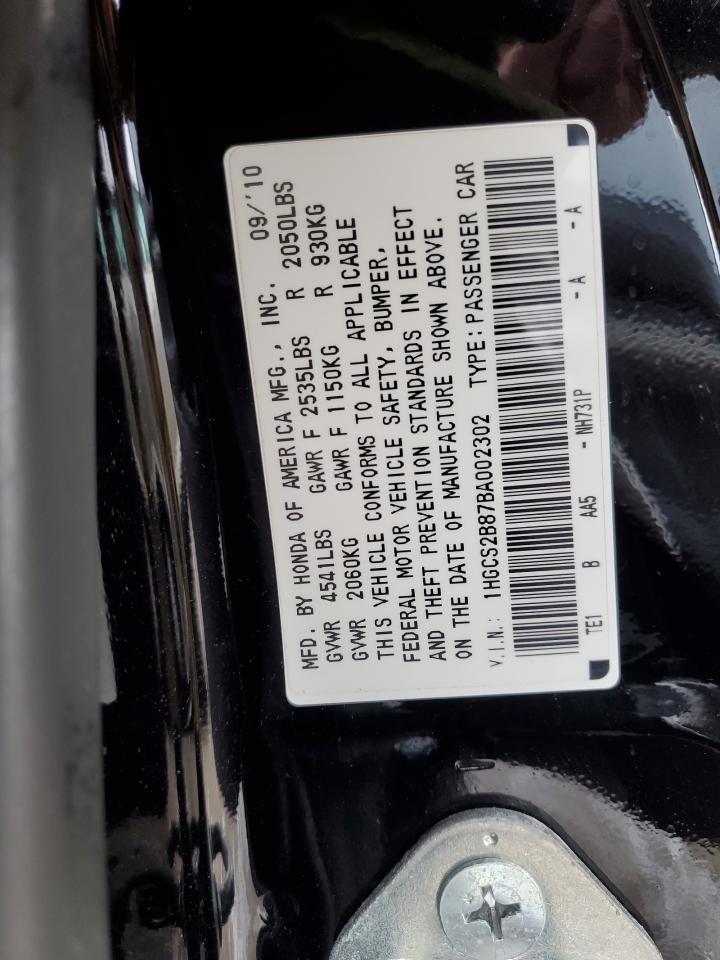 MFD. BY HONDA OF AMERICA MFG., INC. 09/'10
GVWR 4541LBS GAWR F 2535LBS R 2050LBS
GVWR 2060KG GAWR F 1150KG R 930KG
THIS VEHICLE CONFORMS TO ALL APPLICABLE
FEDERAL MOTOR VEHICLE SAFETY, BUMPER,
AND THEFT PREVENTION STANDARDS IN EFFECT
ON THE DATE OF MANUFACTURE SHOWN ABOVE.
V.I.N.: 1HGCS2B87BA002302 TYPE: PASSENGER CAR
TE1 B AA5 - NH731P - A - A